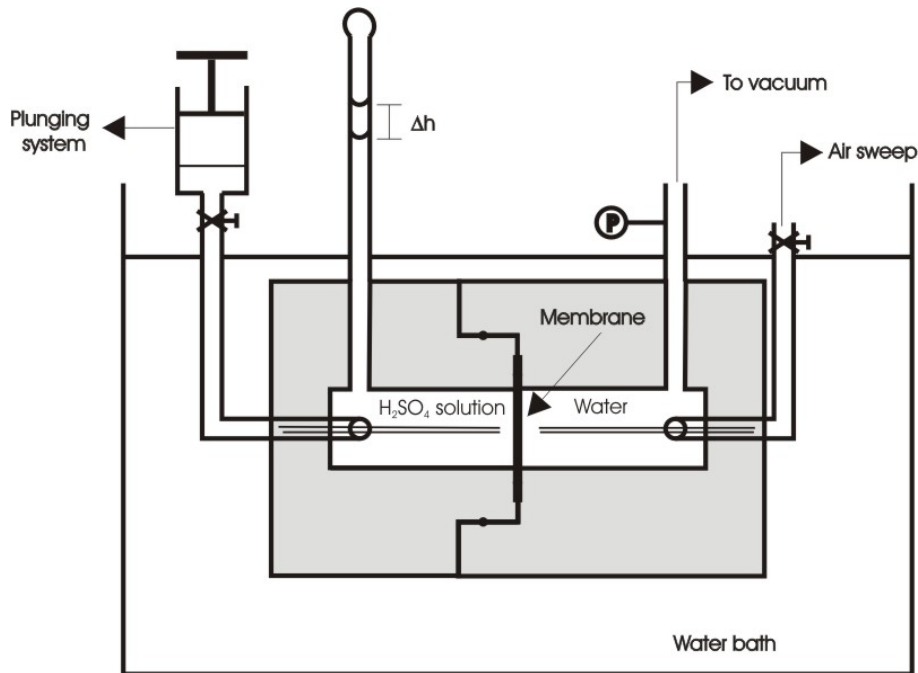 To vacuum
Plunging
system
Δh
Air sweep
P
Membrane
H₂SO₄ solution
Water
Water bath